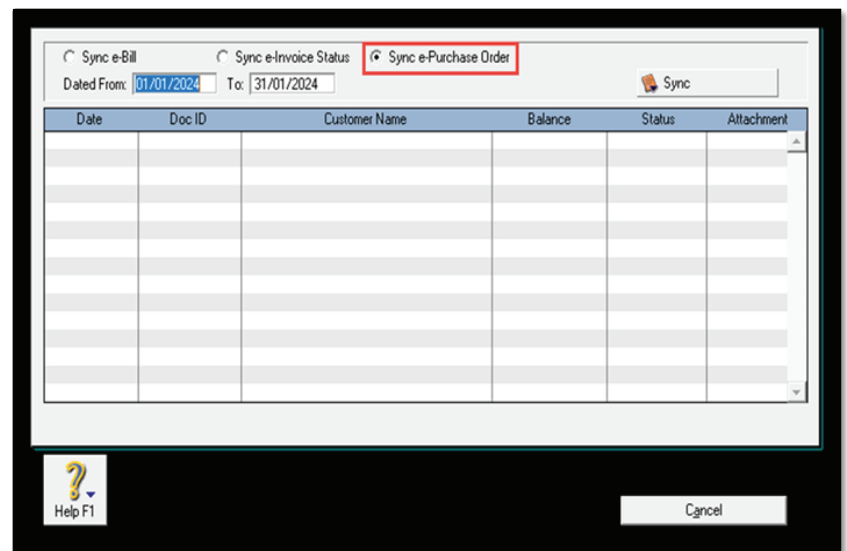 Sync e-Bill Sync e-Invoice Status Sync e-Purchase Order
Dated From: 01/01/2024 To: 31/01/2024 Sync
Date Doc ID Customer Name Balance Status Attachment
Help F1
Cancel